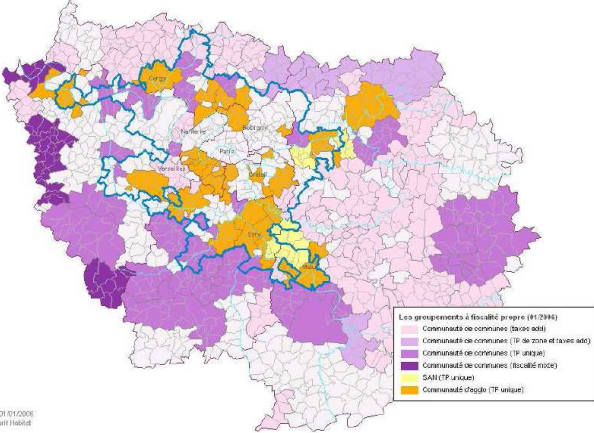 Cergy
Nanterre
Bobigny
Paris
Versailles
Créteil
Evry
Les groupements à fiscalité propre (01/2006)
Communauté de communes (taxes add)
Communauté de communes (TP de zone et taxes add)
Communauté de communes (TP unique)
Communauté de communes (fiscalité mixte)
SAN (TP unique)
Communauté d'agglo (TP unique)
01/01/2006